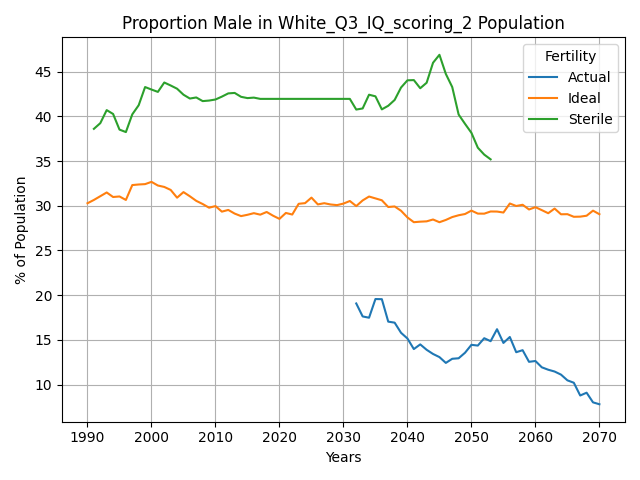 Proportion Male in White_Q3_IQ_scoring_2 Population
Fertility
Actual
Ideal
Sterile
% of Population
45
40
35
30
25
20
15
10
1990
2000
2010
2020
2030
2040
2050
2060
2070
Years